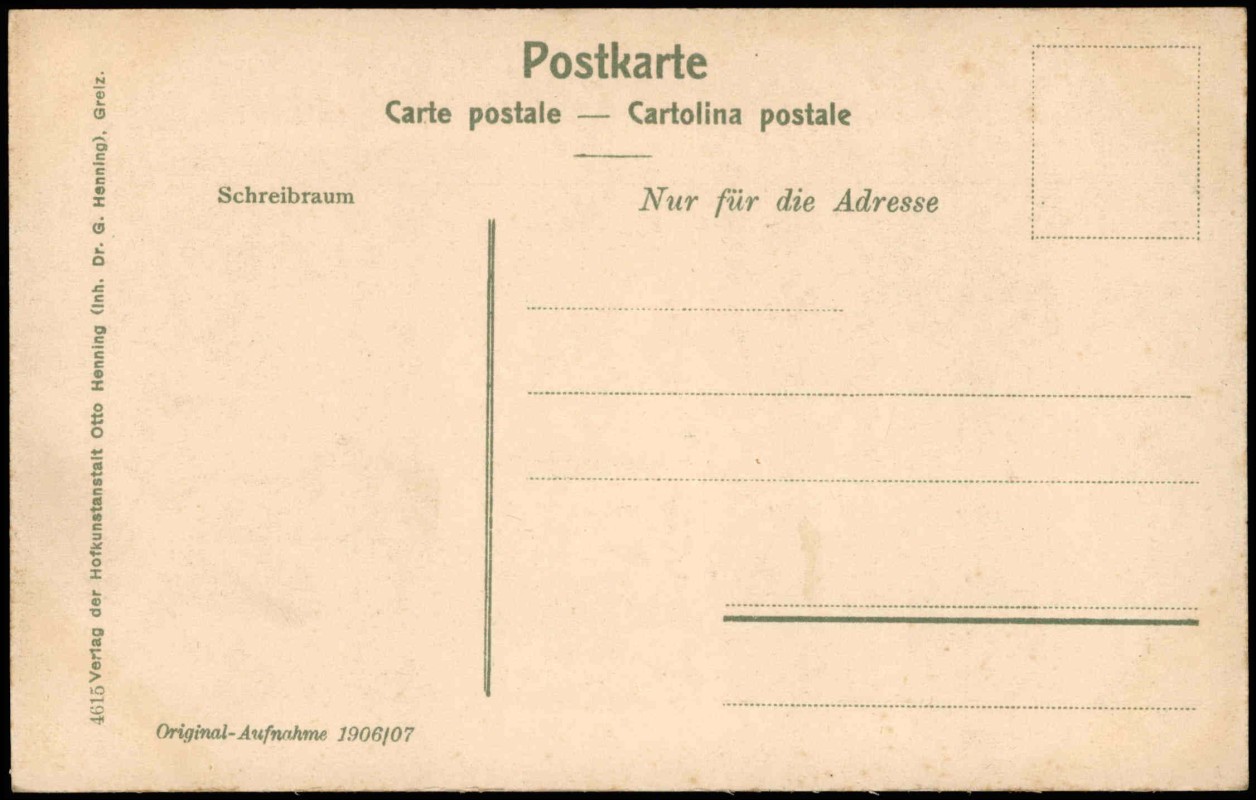 Postkarte
Carte postale — Cartolina postale
Schreibraum
Nur für die Adresse
4615 Verlag der Hofkunstanstalt Otto Henning (Inh. Dr. G. Henning), Greiz.
Original-Aufnahme 1906/07